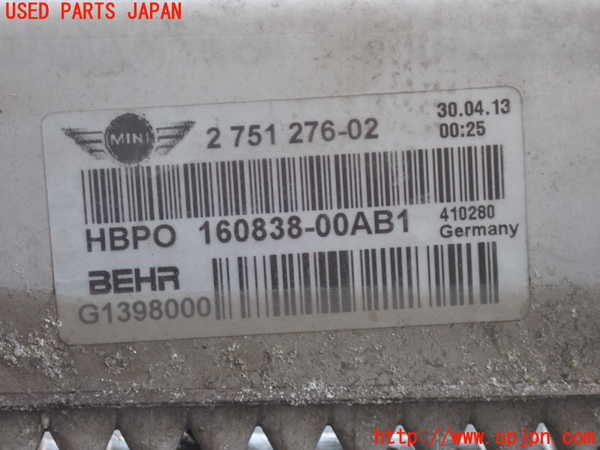 USED PARTS JAPAN
MINI 2 751 276-02 30.04.13
00:25
HBPO 160838-00AB1 410280
Germany
BEHR
G1398000
http://www.upjpn.com/